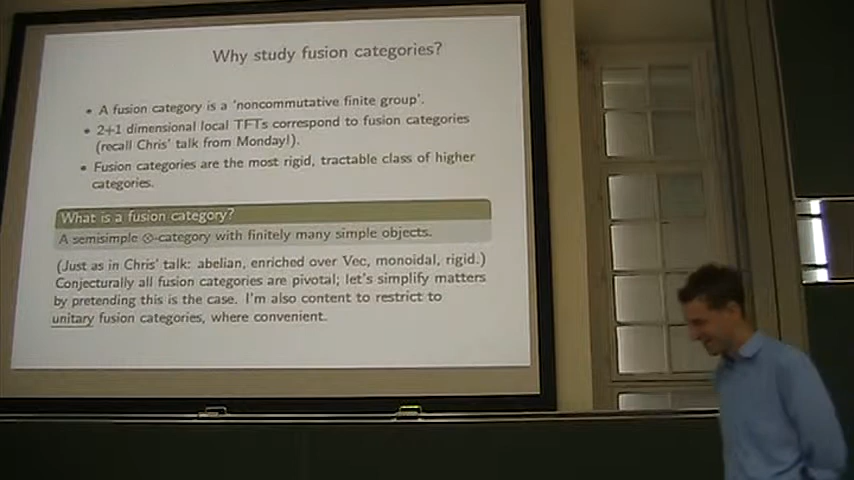 Why study fusion categories?
• A fusion category is a 'noncommutative finite group'.
• 2+1 dimensional local TFTs correspond to fusion categories
(recall Chris' talk from Monday!).
• Fusion categories are the most rigid, tractable class of higher
categories.
What is a fusion category?
A semisimple ⊗-category with finitely many simple objects.
(Just as in Chris' talk: abelian, enriched over Vec, monoidal, rigid.)
Conjecturally all fusion categories are pivotal; let's simplify matters
by pretending this is the case. I'm also content to restrict to
unitary fusion categories, where convenient.